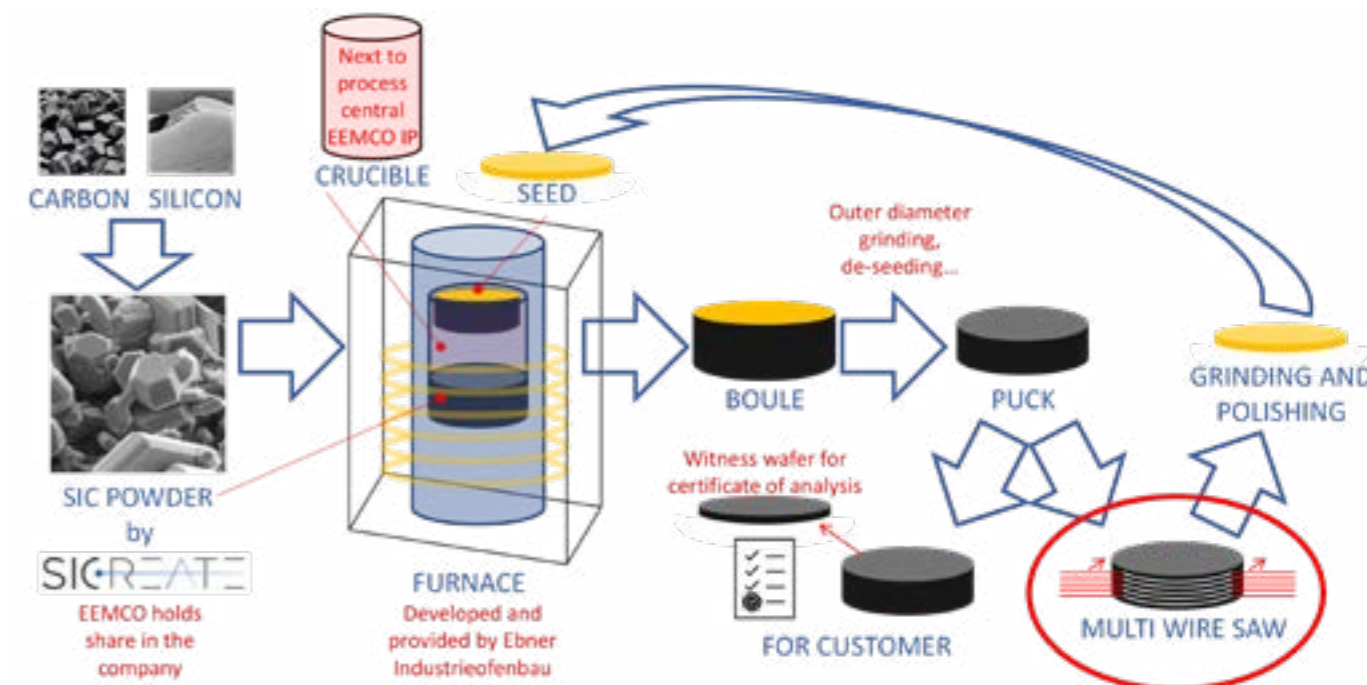 Next to
process
central
EEMCO IP
CRUCIBLE
CARBON
SILICON
SEED
Outer diameter
grinding,
de-seeding...
BOULE
PUCK
GRINDING AND
POLISHING
SIC POWDER
by
SICREATE
EEMCO holds
share in the
company
FURNACE
Developed and
provided by Ebner
Industrieofenbau
Witness wafer for
certificate of analysis
FOR CUSTOMER
MULTI WIRE SAW